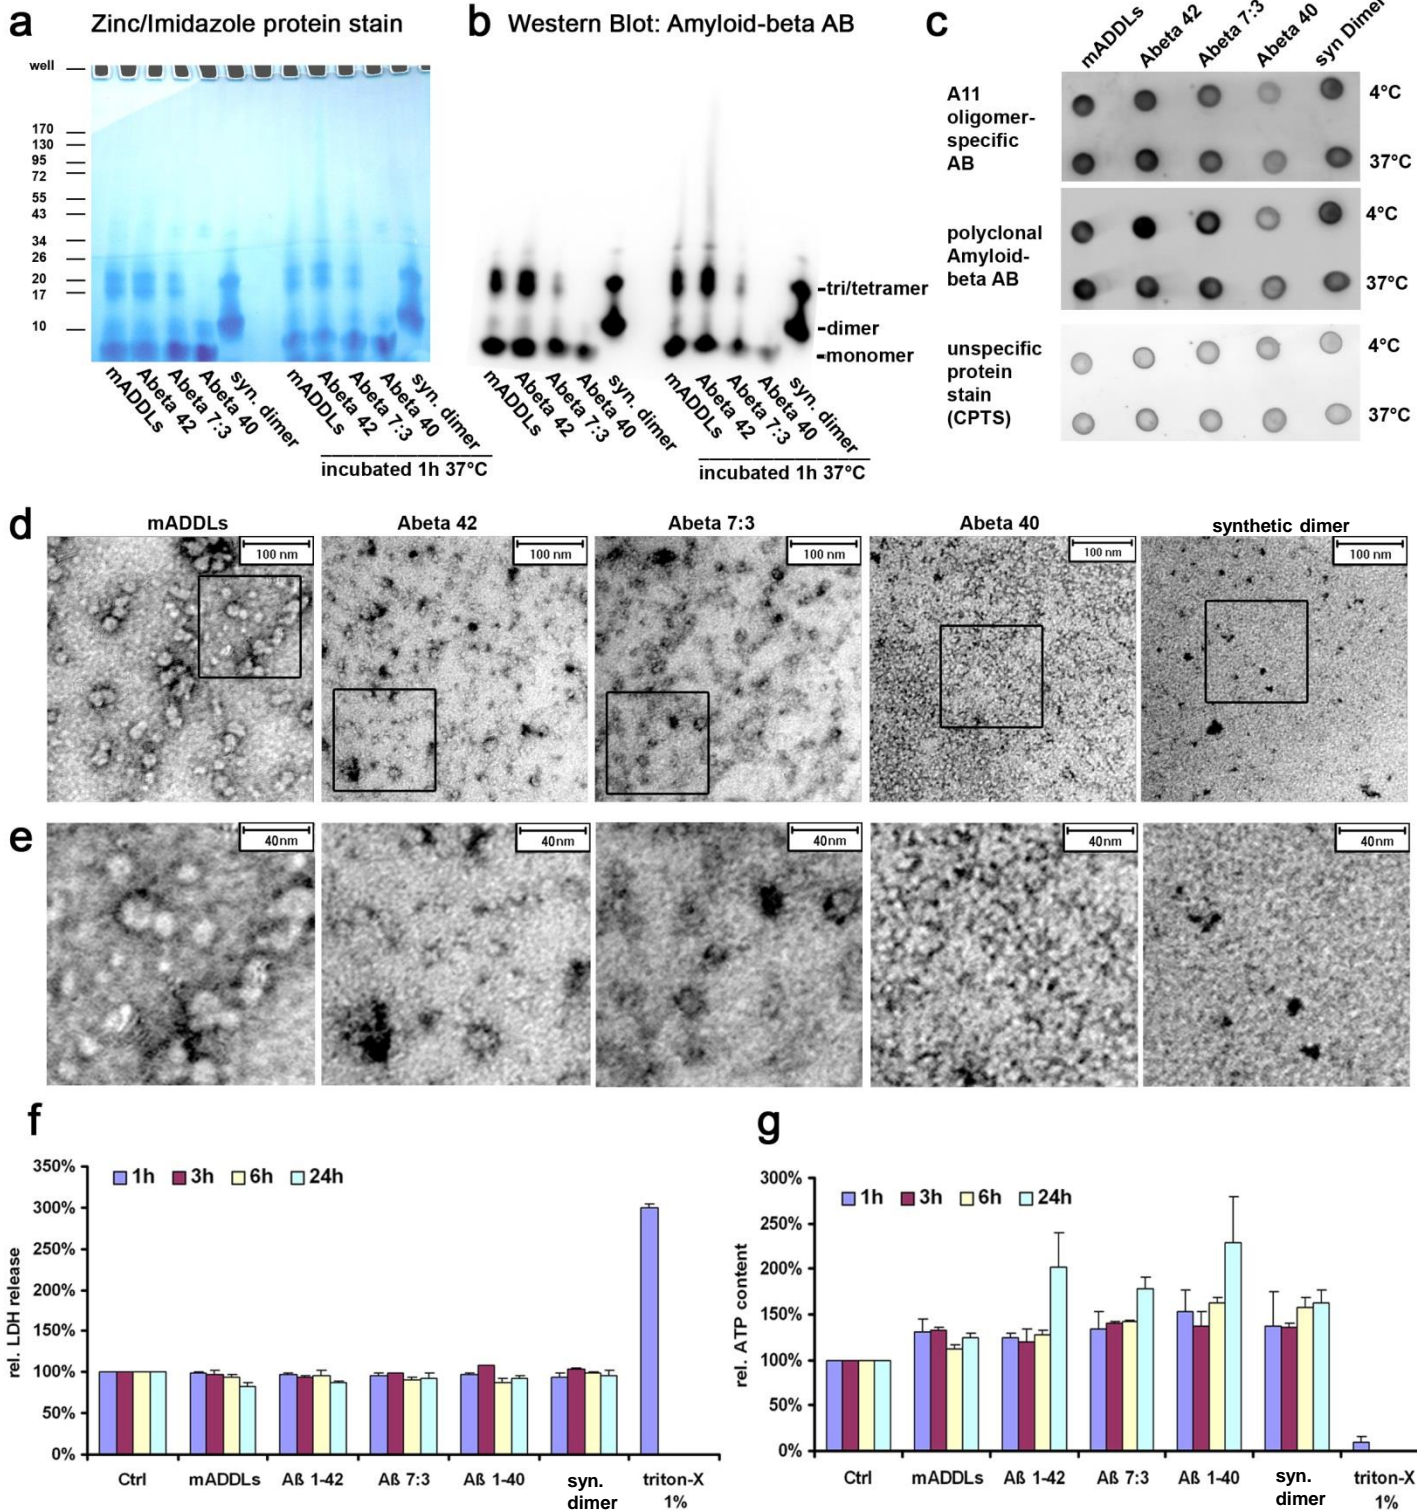 a Zinc/Imidazole protein stain
well
170
130
95
72
55
43
34
26
20
17
10
mADDLs
Abeta 42
Abeta 7:3
Abeta 40
syn. dimer
mADDLs
Abeta 42
Abeta 7:3
Abeta 40
syn. dimer
incubated 1h 37°C
b Western Blot: Amyloid-beta AB
tri/tetramer
dimer
monomer
mADDLs
Abeta 42
Abeta 7:3
Abeta 40
syn. dimer
mADDLs
Abeta 42
Abeta 7:3
Abeta 40
syn. dimer
incubated 1h 37°C
c
mADDLs
Abeta 42
Abeta 7:3
Abeta 40
syn Dimer
A11
oligomer-
specific
AB
4°C
37°C
polyclonal
Amyloid-
beta AB
4°C
37°C
unspecific
protein
stain
(CPTS)
4°C
37°C
d
mADDLs
Abeta 42
Abeta 7:3
Abeta 40
synthetic dimer
100 nm
100 nm
100 nm
100 nm
100 nm
e
40nm
40nm
40nm
40nm
40nm
f
rel. LDH release
350%
300%
250%
200%
150%
100%
50%
0%
1h 3h 6h 24h
Ctrl
mADDLs
Aß 1-42
Aß 7:3
Aß 1-40
syn.
dimer
triton-X
1%
g
rel. ATP content
300%
250%
200%
150%
100%
50%
0%
1h 3h 6h 24h
Ctrl
mADDLs
Aß 1-42
Aß 7:3
Aß 1-40
syn.
dimer
triton-X
1%